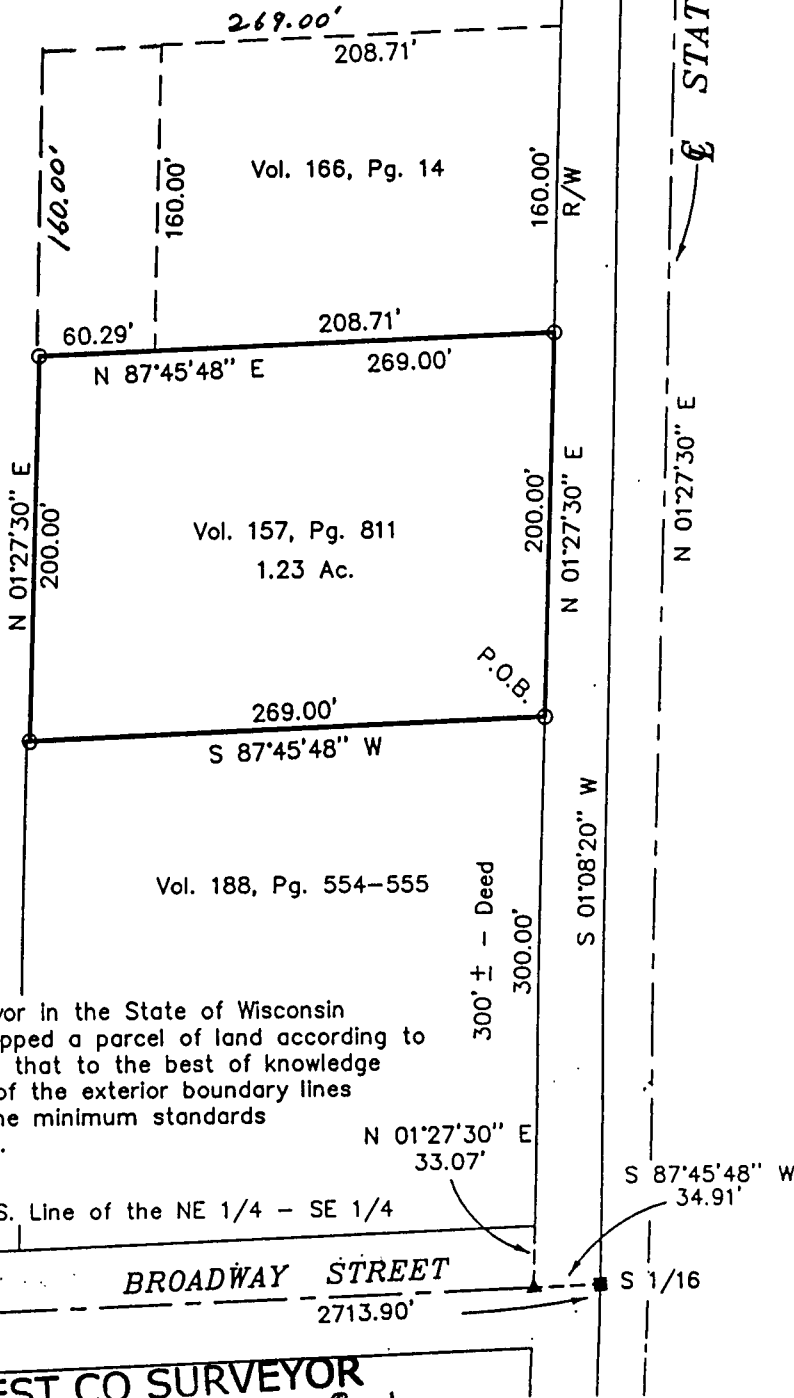 269.00'
208.71'
STAT
℄
160.00'
160.00'
Vol. 166, Pg. 14
160.00'
R/W
60.29'
208.71'
N 87°45'48" E
269.00'
N 01°27'30" E
N 01°27'30" E
200.00'
Vol. 157, Pg. 811
1.23 Ac.
200.00'
N 01°27'30" E
P.O.B.
269.00'
S 87°45'48" W
S 01°08'20" W
Vol. 188, Pg. 554-555
300' ± - Deed
300.00'
vor in the State of Wisconsin
pped a parcel of land according to
that to the best of knowledge
of the exterior boundary lines
ne minimum standards
.
N 01°27'30" E
33.07'
S 87°45'48" W
34.91'
S. Line of the NE 1/4 - SE 1/4
BROADWAY STREET
S 1/16
2713.90'
EST CO SURVEYOR